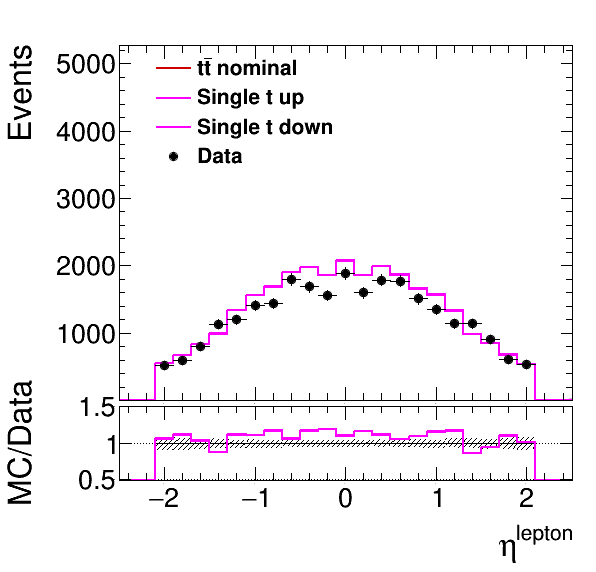 Events
5000
4000
3000
2000
1000
tt̄ nominal
Single t up
Single t down
Data
MC/Data
1.5
1
0.5
−2 −1 0 1 2
η^lepton